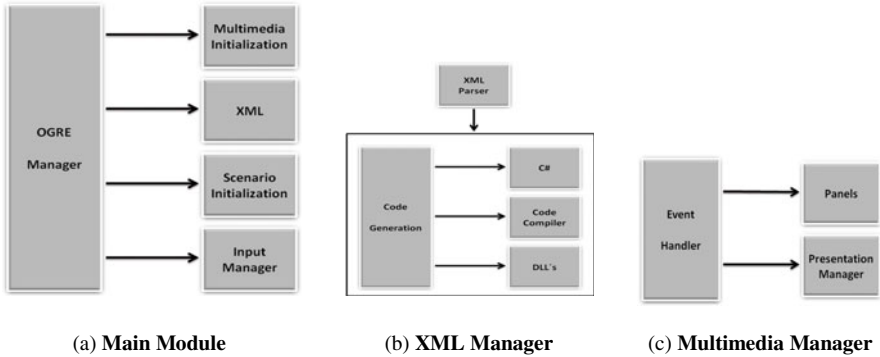 OGRE
Manager
Multimedia
Initialization
XML
Scenario
Initialization
Input
Manager
(a) Main Module
XML
Parser
Code
Generation
C#
Code
Compiler
DLL´s
(b) XML Manager
Event
Handler
Panels
Presentation
Manager
(c) Multimedia Manager